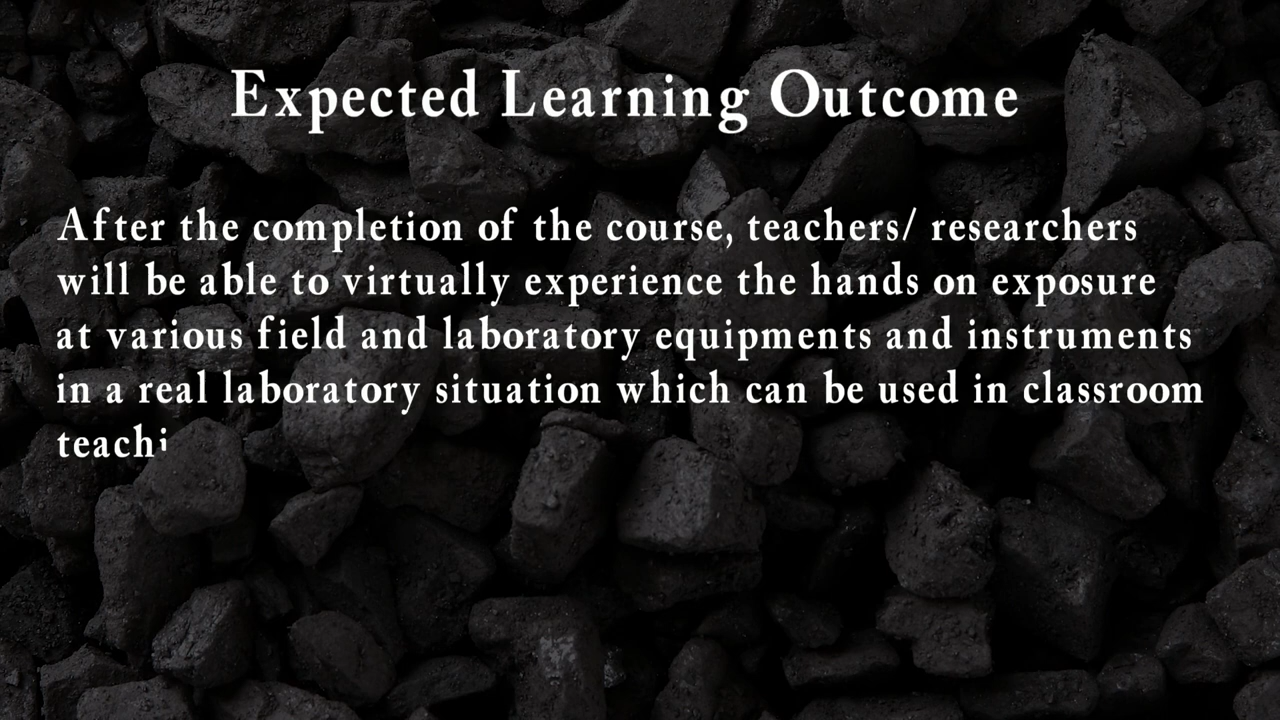 Expected Learning Outcome
After the completion of the course, teachers/ researchers
will be able to virtually experience the hands on exposure
at various field and laboratory equipments and instruments
in a real laboratory situation which can be used in classroom
teachi